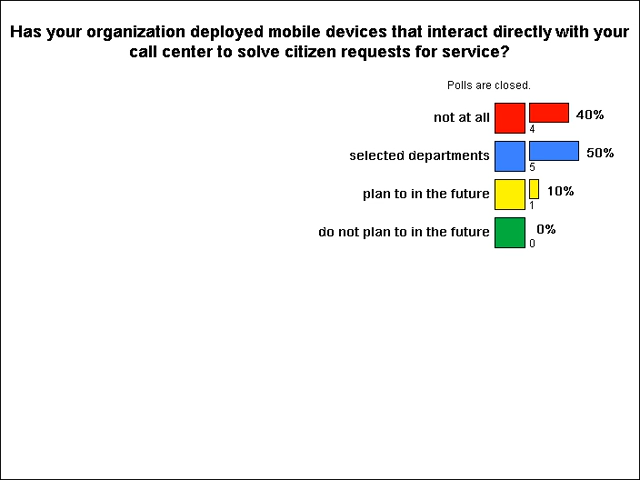 Has your organization deployed mobile devices that interact directly with your
call center to solve citizen requests for service?
Polls are closed.
not at all 40%
4
selected departments 50%
5
plan to in the future 10%
1
do not plan to in the future 0%
0